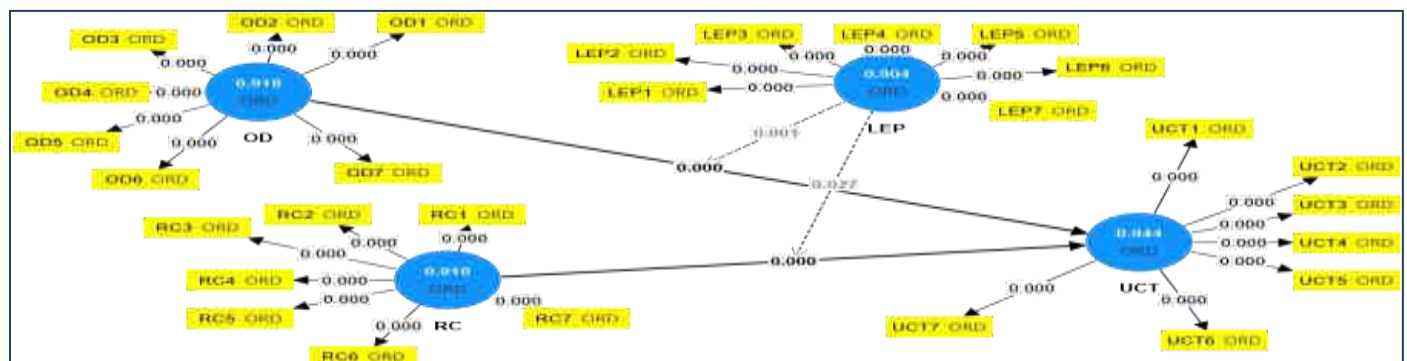 OD3 ORD
0.000
OD2 ORD
0.000
OD1 ORD
0.000
OD4 ORD
0.000
OD5 ORD
0.000
OD6 ORD
0.000
OD7 ORD
0.000
ORD
OD
LEP1 ORD
0.000
LEP2 ORD
0.000
LEP3 ORD
0.000
LEP4 ORD
0.000
LEP5 ORD
0.000
LEP6 ORD
0.000
LEP7 ORD
0.000
0.904
ORD
LEP
0.001
0.000
0.027
0.000
RC1 ORD
0.000
RC2 ORD
0.000
RC3 ORD
0.000
RC4 ORD
0.000
RC5 ORD
0.000
RC6 ORD
0.000
RC7 ORD
0.000
ORD
RC
UCT1 ORD
0.000
UCT2 ORD
0.000
UCT3 ORD
0.000
UCT4 ORD
0.000
UCT5 ORD
0.000
UCT6 ORD
0.000
UCT7 ORD
0.000
0.944
ORD
UCT